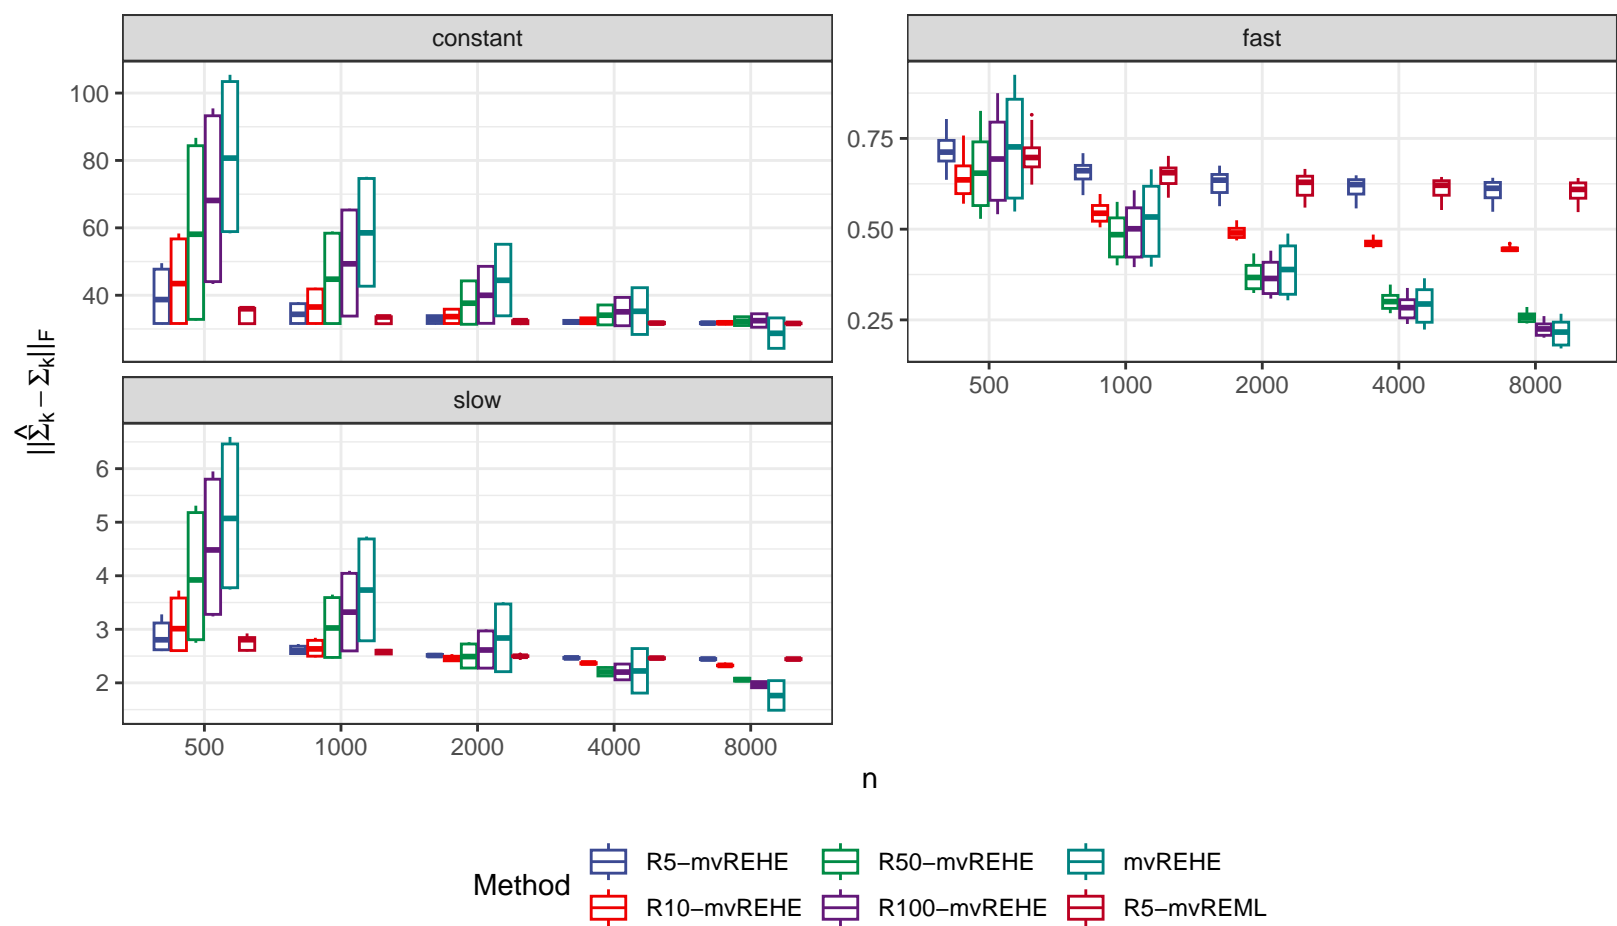 constant
fast
100
80
60
40
0.75
0.50
0.25
500 1000 2000 4000 8000
slow
6
5
4
3
2
500 1000 2000 4000 8000
||Σ̂k − Σk||F
n
Method
R5−mvREHE R50−mvREHE mvREHE
R10−mvREHE R100−mvREHE R5−mvREML